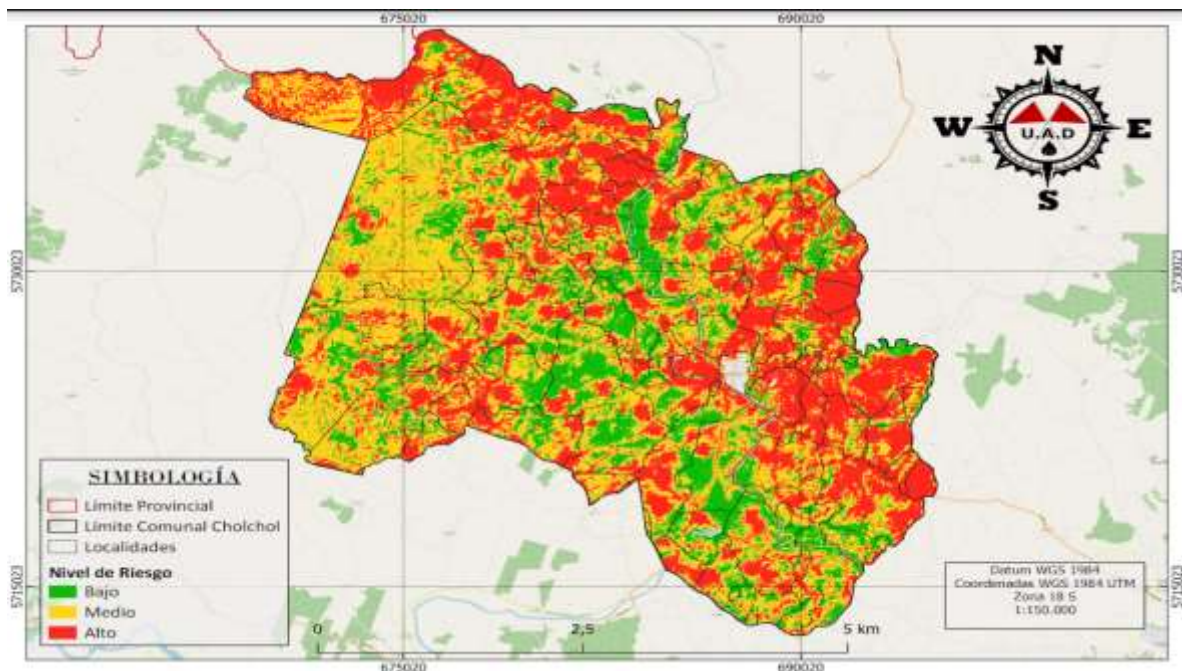 675020 690020
N
W U.A.D E
S
5730023 5730023
SIMBOLOGÍA
Límite Provincial
Límite Comunal Cholchol
Localidades
Nivel de Riesgo
Bajo
Medio
Alto
Datum WGS 1984
Coordenadas WGS 1984 UTM
Zona 18 S
1:150.000
5715023 5715023
0 2,5 5 km
675020 690020